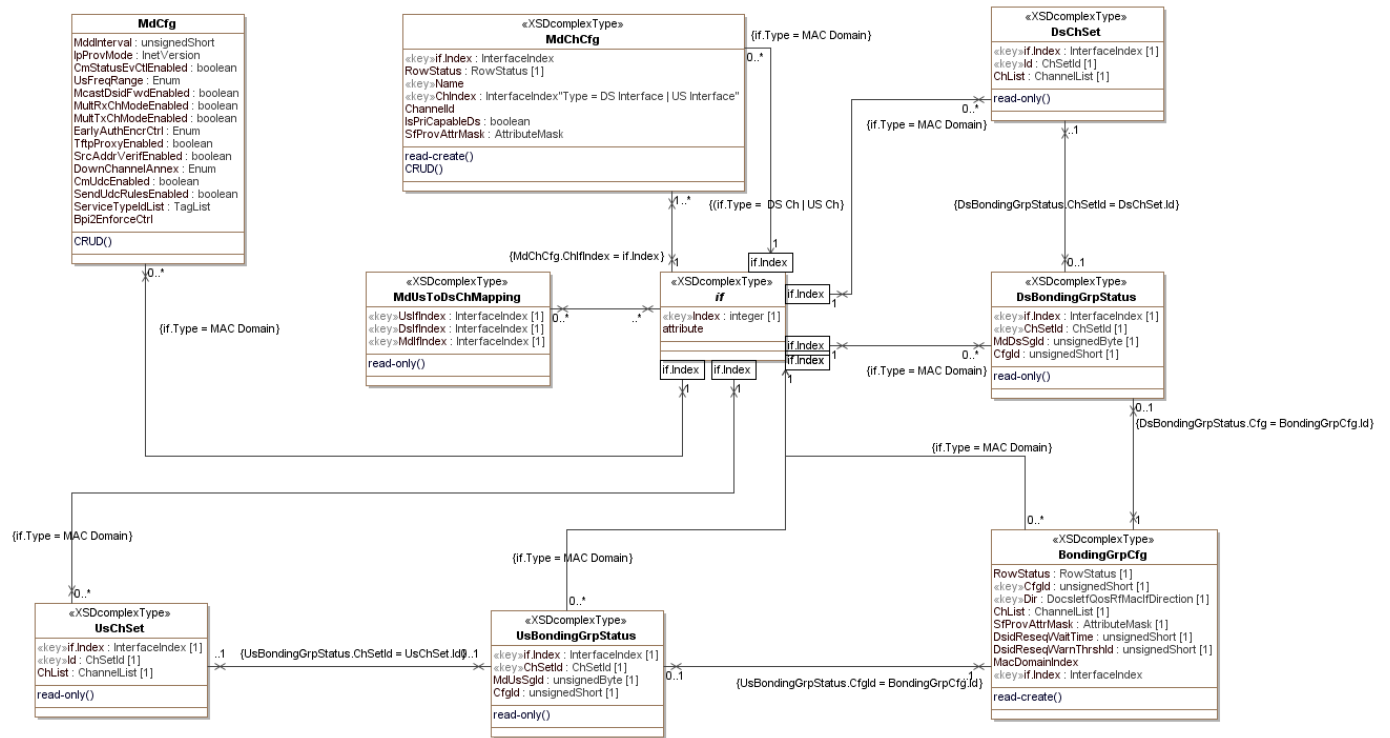 MdCfg
MddInterval : unsignedShort
IpProvMode : InetVersion
CmStatusEvCtlEnabled : boolean
UsFreqRange : Enum
McastDsidFwdEnabled : boolean
MultRxChModeEnabled : boolean
MultTxChModeEnabled : boolean
EarlyAuthEncrCtrl : Enum
TftpProxyEnabled : boolean
SrcAddrVerifEnabled : boolean
DownChannelAnnex : Enum
CmUdcEnabled : boolean
SendUdcRulesEnabled : boolean
ServiceTypeIdList : TagList
Bpi2EnforceCtrl
CRUD()
0..*
{if.Type = MAC Domain}
«XSDcomplexType»
MdChCfg
«key»if.Index : InterfaceIndex
RowStatus : RowStatus [1]
«key»Name
«key»ChIndex : InterfaceIndex"Type = DS Interface | US Interface"
ChannelId
IsPriCapableDs : boolean
SfProvAttrMask : AttributeMask
read-create()
CRUD()
1..*
{MdChCfg.ChIfIndex = if.Index}
1
{if.Type = MAC Domain}
0..*
{(if.Type = DS Ch | US Ch}
1
if.Index
«XSDcomplexType»
DsChSet
«key»if.Index : InterfaceIndex [1]
«key»Id : ChSetId [1]
ChList : ChannelList [1]
read-only()
0..*
{if.Type = MAC Domain}
..1
{DsBondingGrpStatus.ChSetId = DsChSet.Id}
0..1
«XSDcomplexType»
MdUsToDsChMapping
«key»UsIfIndex : InterfaceIndex [1]
«key»DsIfIndex : InterfaceIndex [1]
«key»MdIfIndex : InterfaceIndex [1]
read-only()
0..*
..*
«XSDcomplexType»
if
«key»Index : integer [1]
attribute
if.Index
1
if.Index
1
if.Index
1
if.Index
1
if.Index
1
«XSDcomplexType»
DsBondingGrpStatus
«key»if.Index : InterfaceIndex [1]
«key»ChSetId : ChSetId [1]
MdDsSgId : unsignedByte [1]
CfgId : unsignedShort [1]
read-only()
0..*
{if.Type = MAC Domain}
0..1
{DsBondingGrpStatus.Cfg = BondingGrpCfg.Id}
1
{if.Type = MAC Domain}
0..*
{if.Type = MAC Domain}
0..*
{if.Type = MAC Domain}
0..*
«XSDcomplexType»
UsChSet
«key»if.Index : InterfaceIndex [1]
«key»Id : ChSetId [1]
ChList : ChannelList [1]
read-only()
..1
{UsBondingGrpStatus.ChSetId = UsChSet.Id}
0..1
«XSDcomplexType»
UsBondingGrpStatus
«key»if.Index : InterfaceIndex [1]
«key»ChSetId : ChSetId [1]
MdUsSgId : unsignedByte [1]
CfgId : unsignedShort [1]
read-only()
0..1
{UsBondingGrpStatus.CfgId = BondingGrpCfg.Id}
1
«XSDcomplexType»
BondingGrpCfg
RowStatus : RowStatus [1]
«key»CfgId : unsignedShort [1]
«key»Dir : DocsIetfQosRfMacIfDirection [1]
ChList : ChannelList [1]
SfProvAttrMask : AttributeMask [1]
DsidReseqWaitTime : unsignedShort [1]
DsidReseqWarnThrshld : unsignedShort [1]
MacDomainIndex
«key»if.Index : InterfaceIndex
read-create()